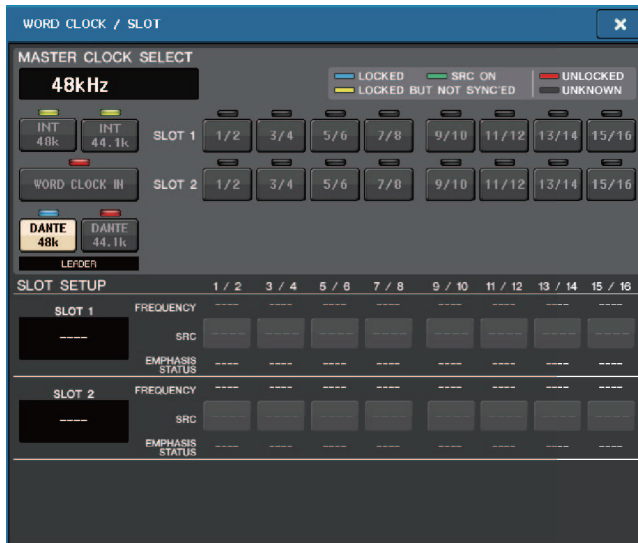 WORD CLOCK / SLOT
MASTER CLOCK SELECT
48kHz
LOCKED SRC ON UNLOCKED
LOCKED BUT NOT SYNC'ED UNKNOWN
INT 48k INT 44.1k
SLOT 1 1/2 3/4 5/6 7/8 9/10 11/12 13/14 15/16
WORD CLOCK IN SLOT 2 1/2 3/4 5/6 7/8 9/10 11/12 13/14 15/16
DANTE 48k DANTE 44.1k
LEADER
SLOT SETUP 1 / 2 3 / 4 5 / 6 7 / 8 9 / 10 11 / 12 13 / 14 15 / 16
SLOT 1 FREQUENCY ---- ---- ---- ---- ---- ---- ---- ----
---- SRC ---- ---- ---- ---- ---- ---- ---- ----
EMPHASIS STATUS ---- ---- ---- ---- ---- ---- ---- ----
SLOT 2 FREQUENCY ---- ---- ---- ---- ---- ---- ---- ----
---- SRC ---- ---- ---- ---- ---- ---- ---- ----
EMPHASIS STATUS ---- ---- ---- ---- ---- ---- ---- ----